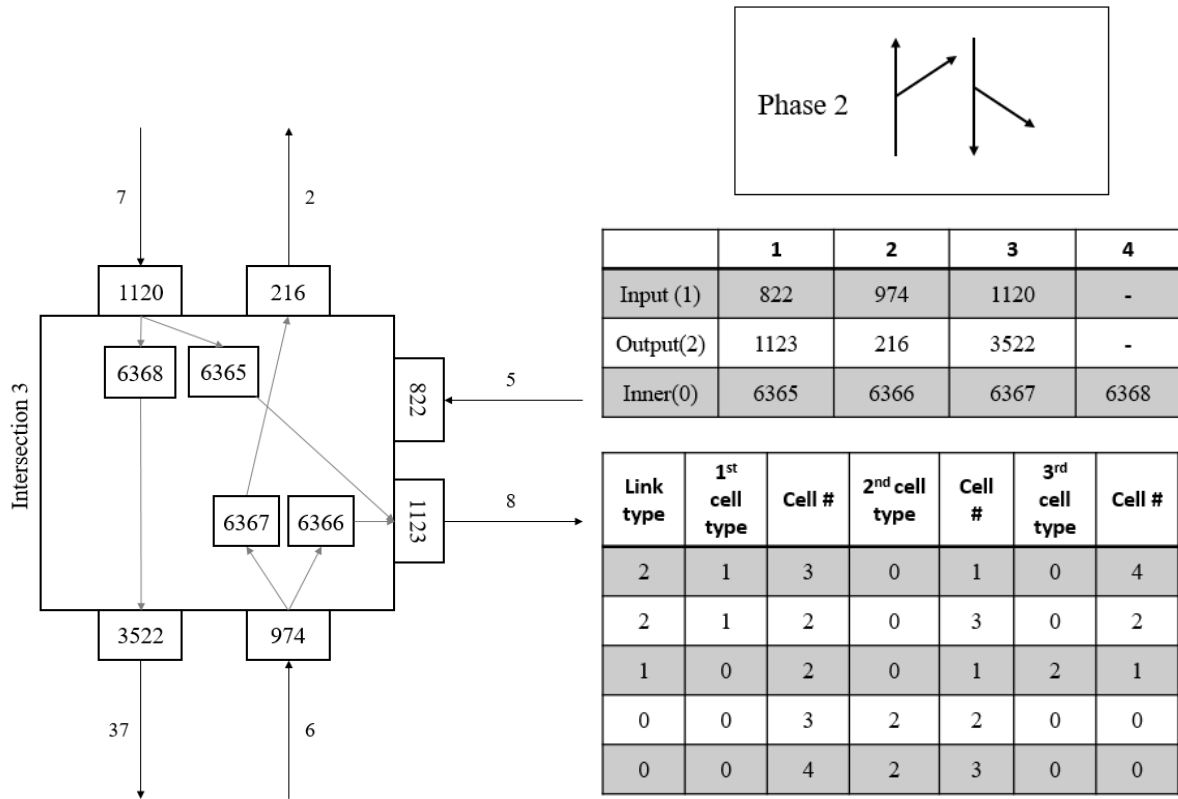 Phase 2
7
2
1120
216
6368
6365
Intersection 3
822
5
6367
6366
1123
8
3522
974
37
6
1 2 3 4
Input (1) 822 974 1120 -
Output(2) 1123 216 3522 -
Inner(0) 6365 6366 6367 6368
Link type 1st cell type Cell # 2nd cell type Cell # 3rd cell type Cell #
2 1 3 0 1 0 4
2 1 2 0 3 0 2
1 0 2 0 1 2 1
0 0 3 2 2 0 0
0 0 4 2 3 0 0